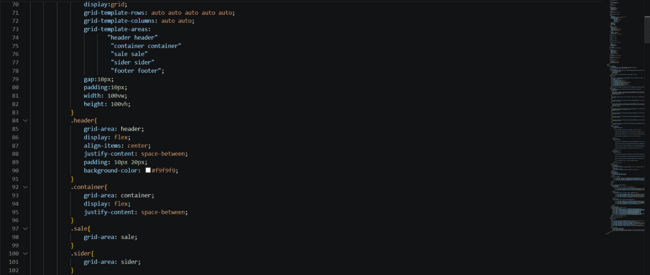 70 display:grid;
71 grid-template-rows: auto auto auto auto auto;
72 grid-template-columns: auto auto;
73 grid-template-areas:
74 "header header"
75 "container container"
76 "sale sale"
77 "sider sider"
78 "footer footer";
79 gap:10px;
80 padding:10px;
81 width: 100vw;
82 height: 100vh;
83 }
84 .header{
85 grid-area: header;
86 display: flex;
87 align-items: center;
88 justify-content: space-between;
89 padding: 10px 20px;
90 background-color: #f9f9f9;
91 }
92 .container{
93 grid-area: container;
94 display: flex;
95 justify-content: space-between;
96 }
97 .sale{
98 grid-area: sale;
99 }
100 .sider{
101 grid-area: sider;
102 }